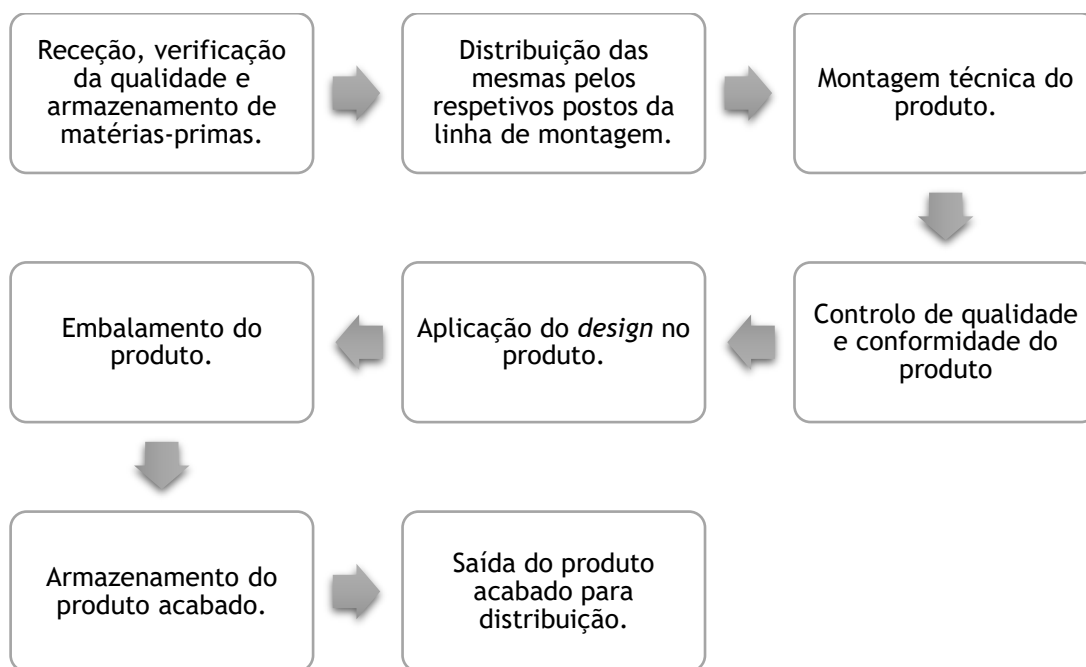 Receção, verificação
da qualidade e
armazenamento de
matérias-primas.
Distribuição das
mesmas pelos
respetivos postos da
linha de montagem.
Montagem técnica do
produto.
Controlo de qualidade
e conformidade do
produto
Aplicação do design no
produto.
Embalamento do
produto.
Armazenamento do
produto acabado.
Saída do produto
acabado para
distribuição.